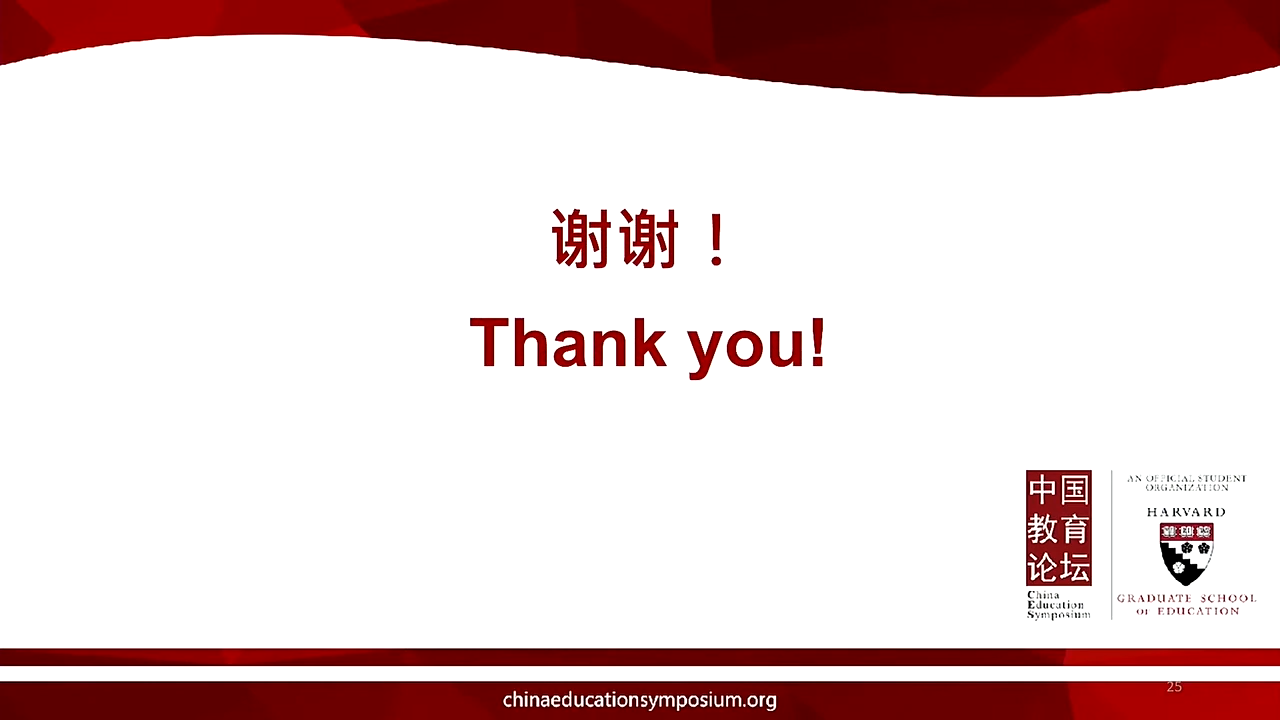 谢谢！
Thank you!
中国
教育
论坛
China
Education
Symposium
AN OFFICIAL STUDENT
ORGANIZATION
HARVARD
GRADUATE SCHOOL
OF EDUCATION
25
chinaeducationsymposium.org